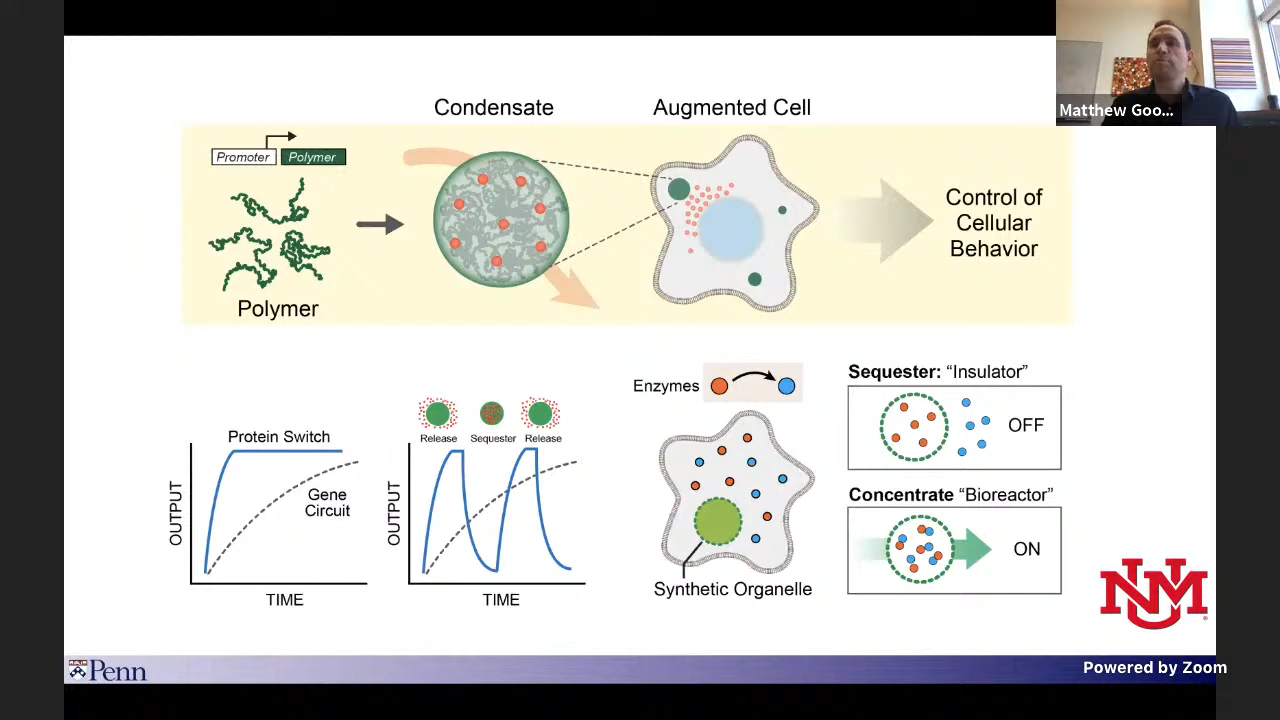 Matthew Goo...
Condensate
Augmented Cell
Promoter
Polymer
Control of
Cellular
Behavior
Polymer
Protein Switch
Gene
Circuit
OUTPUT
TIME
Release
Sequester
Release
OUTPUT
TIME
Enzymes
Synthetic Organelle
Sequester: “Insulator”
OFF
Concentrate “Bioreactor”
ON
UNM
®
Penn
Powered by Zoom